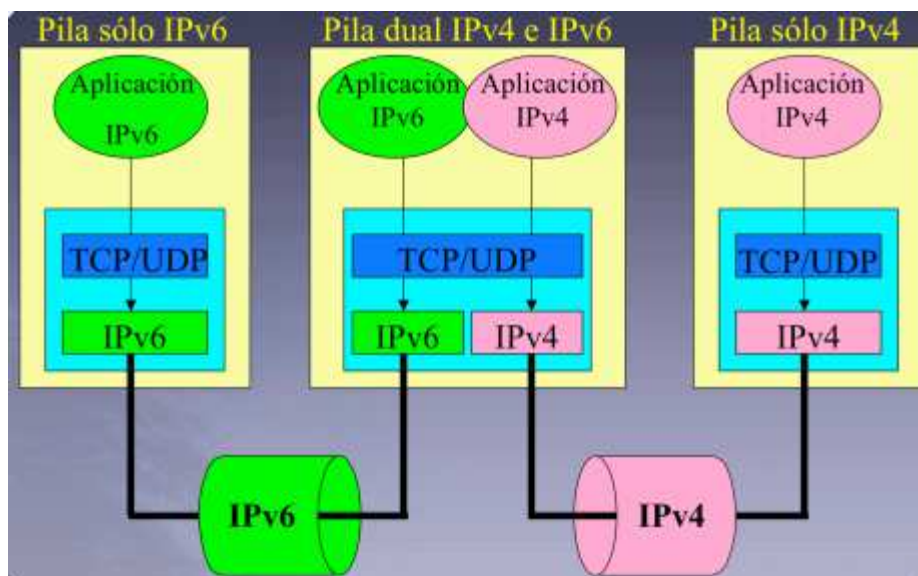 Pila sólo IPv6
Pila dual IPv4 e IPv6
Pila sólo IPv4
Aplicación
IPv6
Aplicación
IPv6
Aplicación
IPv4
Aplicación
IPv4
TCP/UDP
TCP/UDP
TCP/UDP
IPv6
IPv6
IPv4
IPv4
IPv6
IPv4